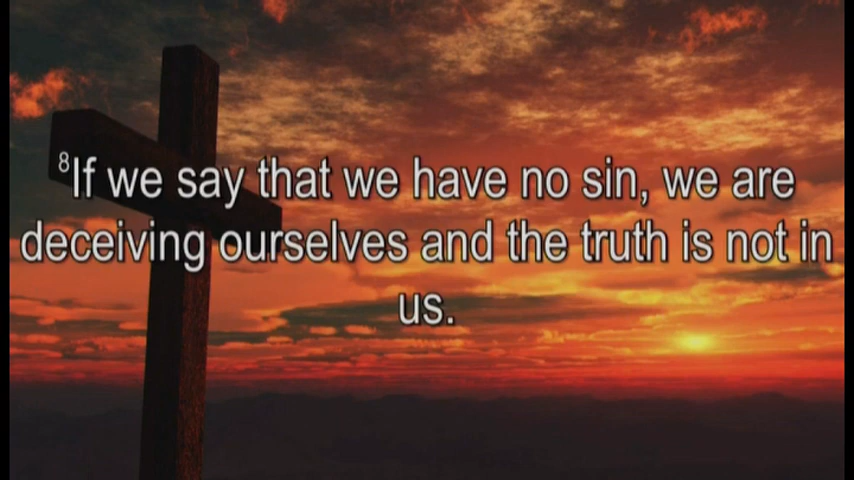 ⁸If we say that we have no sin, we are
deceiving ourselves and the truth is not in
us.